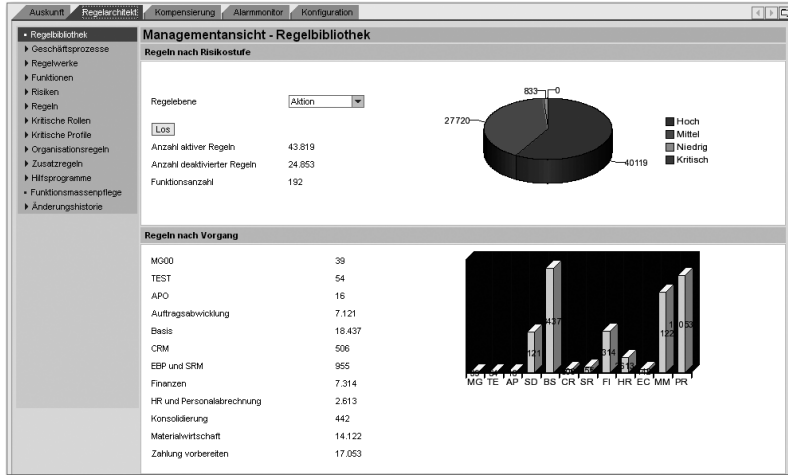 Auskunft Regelarchitekt Kompensierung Alarmmonitor Konfiguration
Regelbibliothek
Geschäftsprozesse
Regelwerke
Funktionen
Risiken
Regeln
Kritische Rollen
Kritische Profile
Organisationsregeln
Zusatzregeln
Hilfsprogramme
Funktionsmassenpflege
Änderungshistorie
Managementansicht - Regelbibliothek
Regeln nach Risikostufe
Regelebene Aktion
Los
Anzahl aktiver Regeln 43.819
Anzahl deaktivierter Regeln 24.853
Funktionsanzahl 192
833 0
27720
40119
Hoch
Mittel
Niedrig
Kritisch
Regeln nach Vorgang
MG00 39
TEST 54
APO 16
Auftragsabwicklung 7.121
Basis 18.437
CRM 506
EBP und SRM 955
Finanzen 7.314
HR und Personalabrechnung 2.613
Konsolidierung 442
Materialwirtschaft 14.122
Zahlung vorbereiten 17.053
MG TE AP SD BS CR SR FI HR EC MM PR